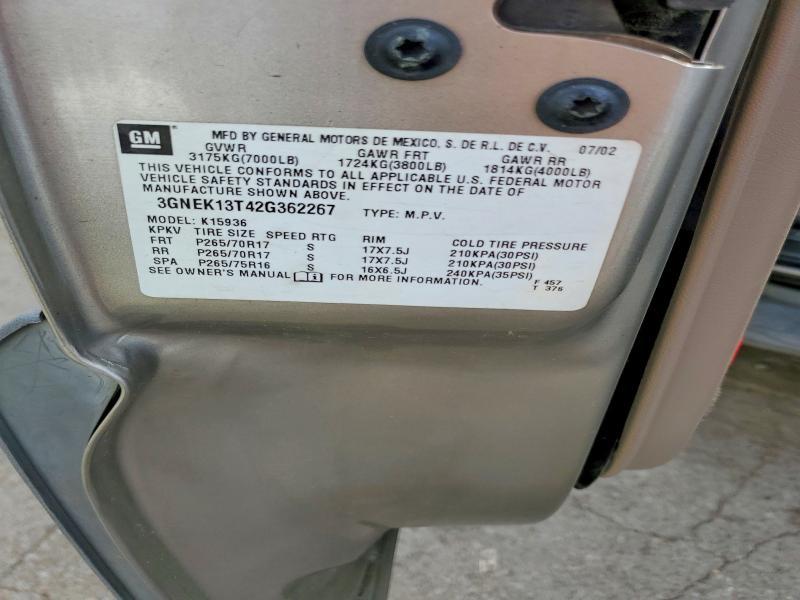 GM
MFD BY GENERAL MOTORS DE MEXICO, S. DE R.L. DE C.V. 07/02
GVWR GAWR FRT GAWR RR
3175KG(7000LB) 1724KG(3800LB) 1814KG(4000LB)
THIS VEHICLE CONFORMS TO ALL APPLICABLE U.S. FEDERAL MOTOR
VEHICLE SAFETY STANDARDS IN EFFECT ON THE DATE OF
MANUFACTURE SHOWN ABOVE.
3GNEK13T42G362267 TYPE: M.P.V.
MODEL: K15936
KPKV TIRE SIZE SPEED RTG RIM COLD TIRE PRESSURE
FRT P265/70R17 S 17X7.5J 210KPA(30PSI)
RR P265/70R17 S 17X7.5J 210KPA(30PSI)
SPA P265/75R16 S 16X6.5J 240KPA(35PSI)
SEE OWNER'S MANUAL FOR MORE INFORMATION. F 457
T 376